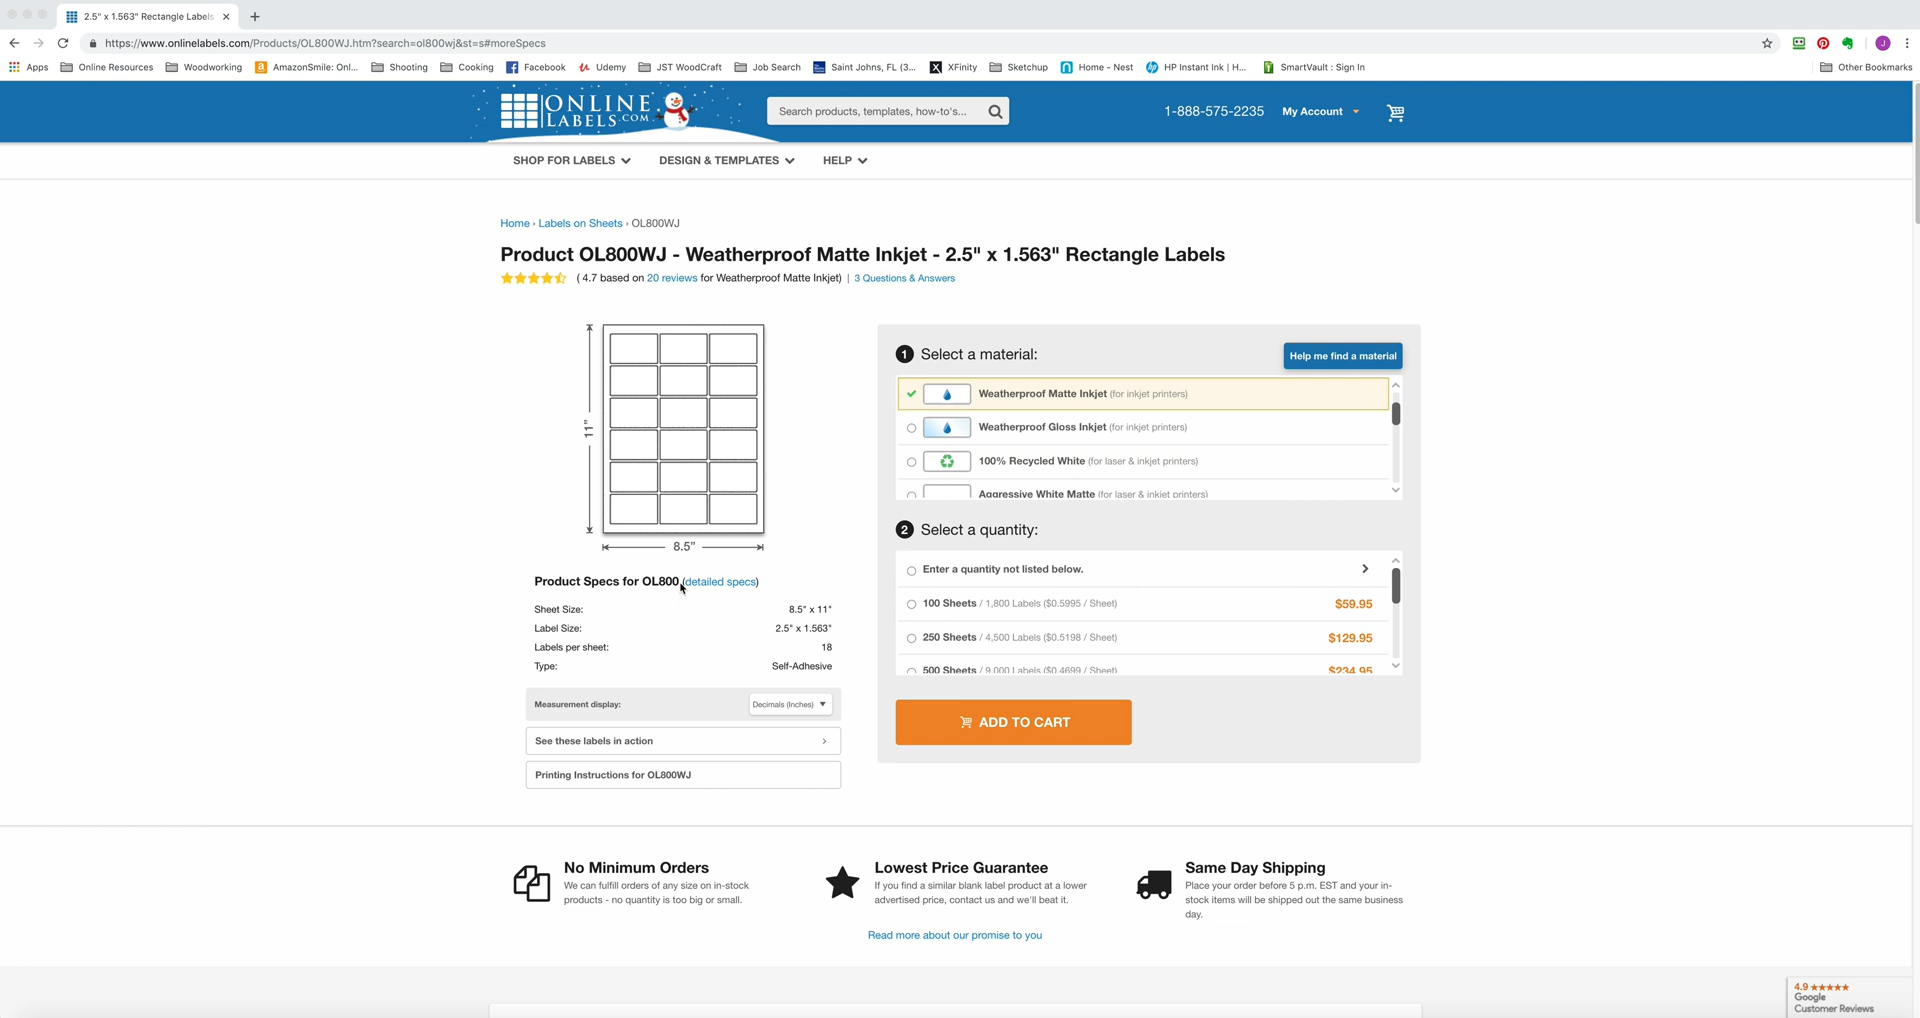 2.5" x 1.563" Rectangle Labels
https://www.onlinelabels.com/Products/OL800WJ.htm?search=ol800wj&st=s#moreSpecs
J
Apps
Online Resources
Woodworking
AmazonSmile: Onl...
Shooting
Cooking
Facebook
Udemy
JST WoodCraft
Job Search
Saint Johns, FL (3...
XFinity
Sketchup
Home - Nest
HP Instant Ink | H...
SmartVault : Sign In
Other Bookmarks
ONLINE
LABELS.COM
Search products, templates, how-to's...
1-888-575-2235
My Account
SHOP FOR LABELS
DESIGN & TEMPLATES
HELP
Home › Labels on Sheets › OL800WJ
Product OL800WJ - Weatherproof Matte Inkjet - 2.5" x 1.563" Rectangle Labels
( 4.7 based on 20 reviews for Weatherproof Matte Inkjet) | 3 Questions & Answers
11"
8.5"
Product Specs for OL800 (detailed specs)
Sheet Size: 8.5" x 11"
Label Size: 2.5" x 1.563"
Labels per sheet: 18
Type: Self-Adhesive
Measurement display: Decimals (Inches)
See these labels in action
Printing Instructions for OL800WJ
1 Select a material:
Help me find a material
Weatherproof Matte Inkjet (for inkjet printers)
Weatherproof Gloss Inkjet (for inkjet printers)
100% Recycled White (for laser & inkjet printers)
Aggressive White Matte (for laser & inkjet printers)
2 Select a quantity:
Enter a quantity not listed below.
100 Sheets / 1,800 Labels ($0.5995 / Sheet) $59.95
250 Sheets / 4,500 Labels ($0.5198 / Sheet) $129.95
500 Sheets / 9,000 Labels ($0.4699 / Sheet) $234.95
ADD TO CART
No Minimum Orders
We can fulfill orders of any size on in-stock
products - no quantity is too big or small.
Lowest Price Guarantee
If you find a similar blank label product at a lower
advertised price, contact us and we'll beat it.
Same Day Shipping
Place your order before 5 p.m. EST and your in-
stock items will be shipped out the same business
day.
Read more about our promise to you
4.9
Google
Customer Reviews